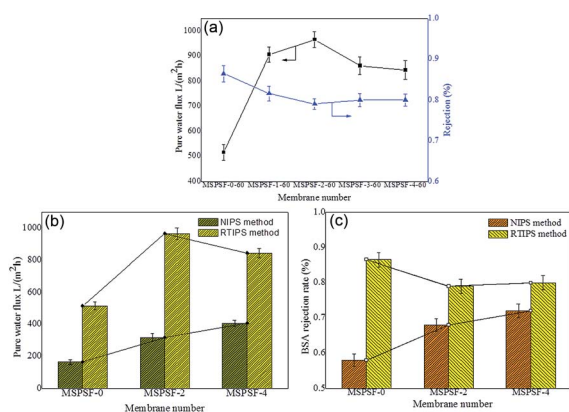 (a)
Pure water flux L/(m²h)
1000
900
800
700
600
500
400
1.0
0.9
0.8
0.7
0.6
Rejection (%)
MSPSF-0-60 MSPSF-1-60 MSPSF-2-60 MSPSF-3-60 MSPSF-4-60
Membrane number
(b)
NIPS method
RTIPS method
Pure water flux L/(m²h)
1000
800
600
400
200
0
MSPSF-0 MSPSF-2 MSPSF-4
Membrane number
(c)
NIPS method
RTIPS method
BSA rejection rate (%)
1.0
0.9
0.8
0.7
0.6
0.5
MSPSF-0 MSPSF-2 MSPSF-4
Membrane number